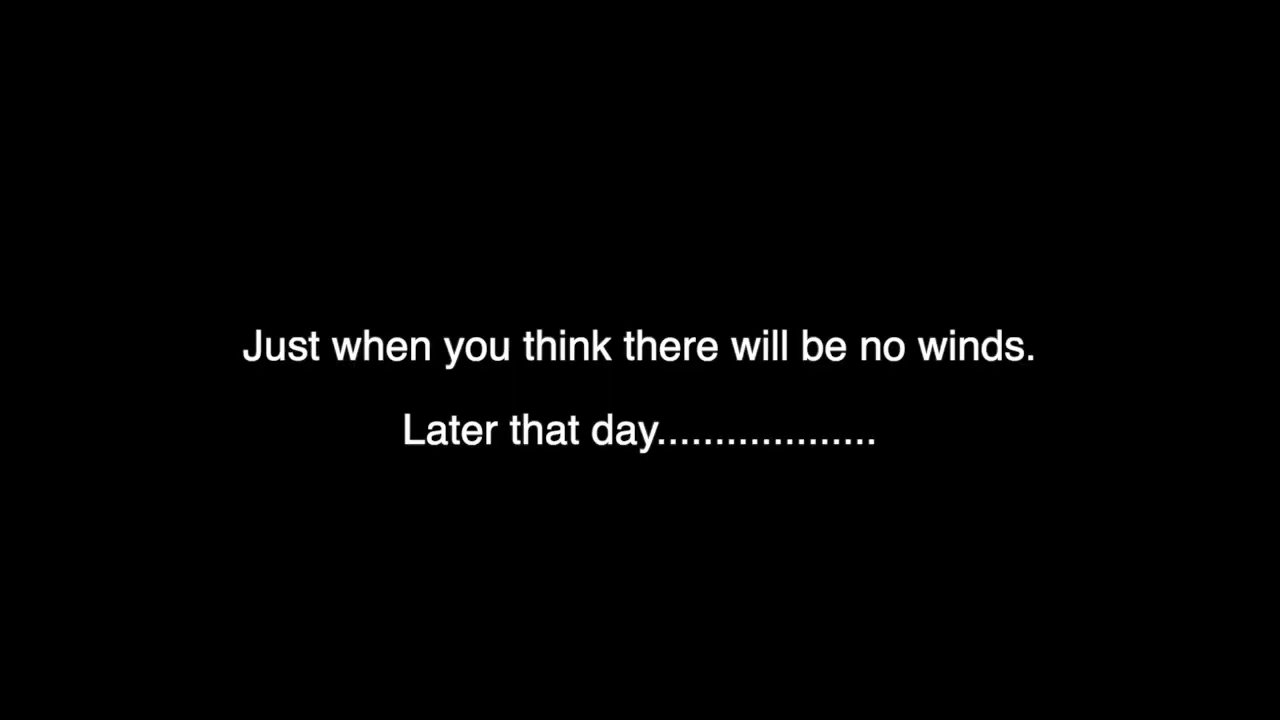 Just when you think there will be no winds.
Later that day...................